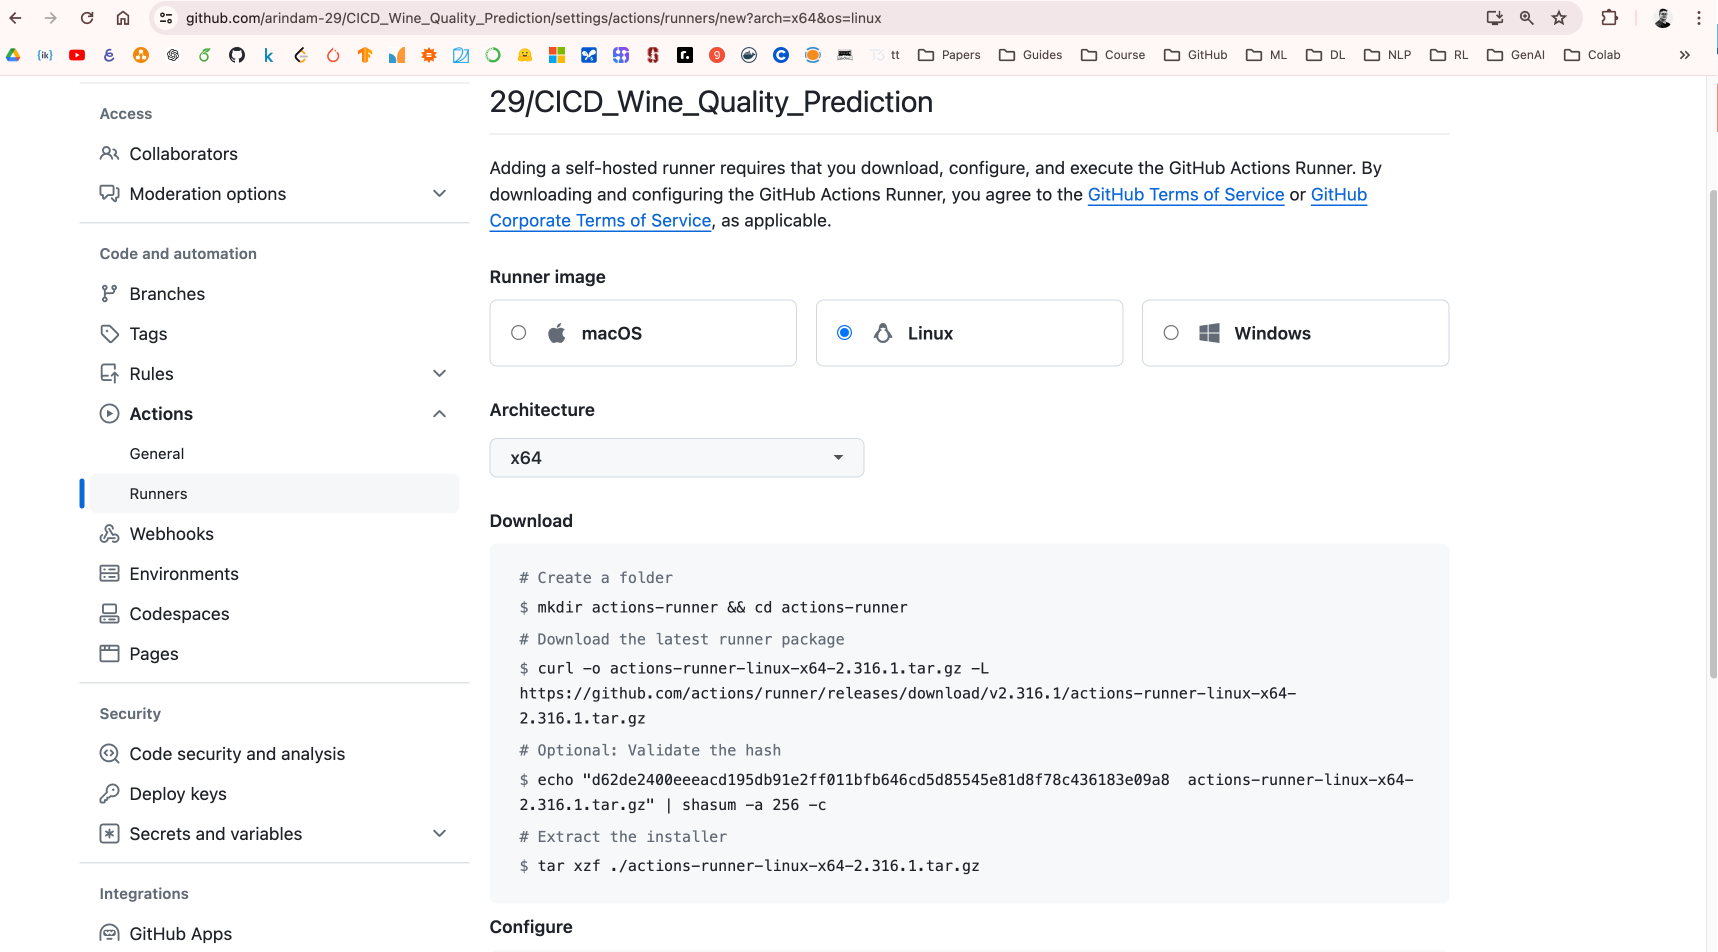 github.com/arindam-29/CICD_Wine_Quality_Prediction/settings/actions/runners/new?arch=x64&os=linux
{ik}
k
r.
9
C
T3 tt
Papers
Guides
Course
GitHub
ML
DL
NLP
RL
GenAI
Colab
»
Access
Collaborators
Moderation options
Code and automation
Branches
Tags
Rules
Actions
General
Runners
Webhooks
Environments
Codespaces
Pages
Security
Code security and analysis
Deploy keys
Secrets and variables
Integrations
GitHub Apps
29/CICD_Wine_Quality_Prediction
Adding a self-hosted runner requires that you download, configure, and execute the GitHub Actions Runner. By
downloading and configuring the GitHub Actions Runner, you agree to the GitHub Terms of Service or GitHub
Corporate Terms of Service, as applicable.
Runner image
macOS
Linux
Windows
Architecture
x64
Download
# Create a folder
$ mkdir actions-runner && cd actions-runner
# Download the latest runner package
$ curl -o actions-runner-linux-x64-2.316.1.tar.gz -L
https://github.com/actions/runner/releases/download/v2.316.1/actions-runner-linux-x64-
2.316.1.tar.gz
# Optional: Validate the hash
$ echo "d62de2400eeeacd195db91e2ff011bfb646cd5d85545e81d8f78c436183e09a8  actions-runner-linux-x64-
2.316.1.tar.gz" | shasum -a 256 -c
# Extract the installer
$ tar xzf ./actions-runner-linux-x64-2.316.1.tar.gz
Configure